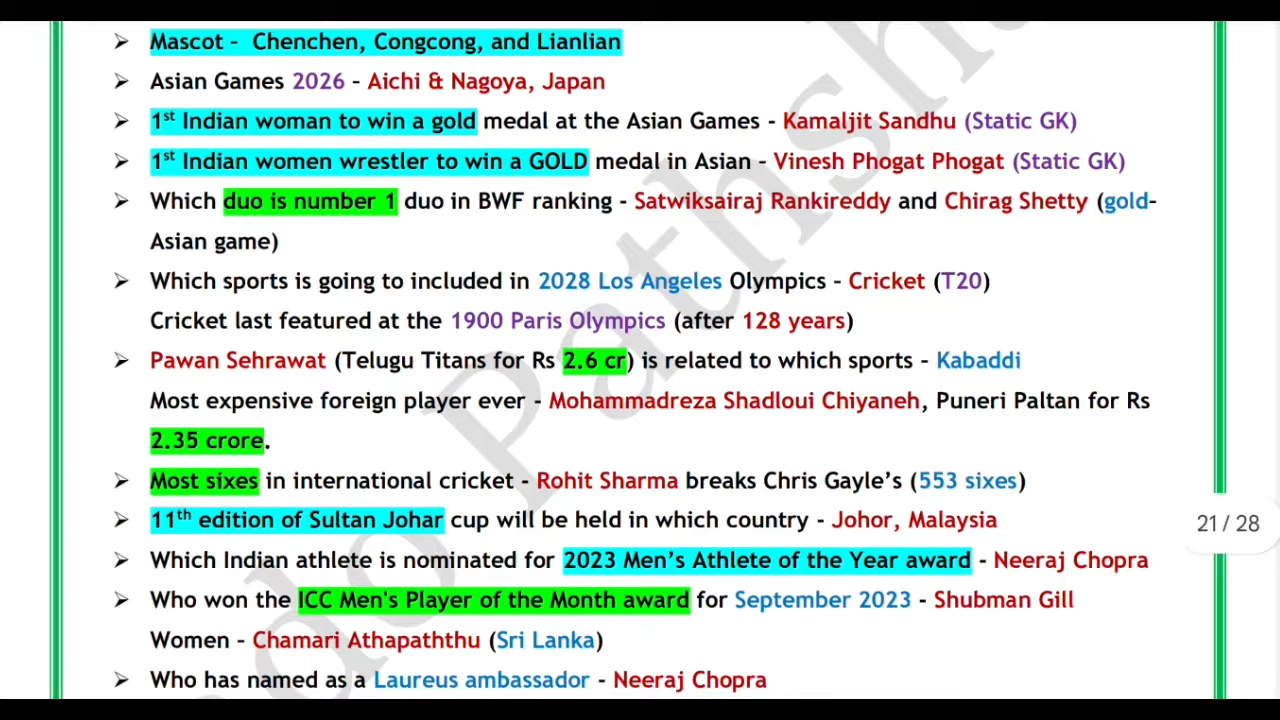 ➢ Mascot – Chenchen, Congcong, and Lianlian
➢ Asian Games 2026 – Aichi & Nagoya, Japan
➢ 1st Indian woman to win a gold medal at the Asian Games - Kamaljit Sandhu (Static GK)
➢ 1st Indian women wrestler to win a GOLD medal in Asian – Vinesh Phogat Phogat (Static GK)
➢ Which duo is number 1 duo in BWF ranking - Satwiksairaj Rankireddy and Chirag Shetty (gold-
Asian game)
➢ Which sports is going to included in 2028 Los Angeles Olympics – Cricket (T20)
Cricket last featured at the 1900 Paris Olympics (after 128 years)
➢ Pawan Sehrawat (Telugu Titans for Rs 2.6 cr) is related to which sports – Kabaddi
Most expensive foreign player ever - Mohammadreza Shadloui Chiyaneh, Puneri Paltan for Rs
2.35 crore.
➢ Most sixes in international cricket - Rohit Sharma breaks Chris Gayle’s (553 sixes)
➢ 11th edition of Sultan Johar cup will be held in which country - Johor, Malaysia
➢ Which Indian athlete is nominated for 2023 Men’s Athlete of the Year award - Neeraj Chopra
➢ Who won the ICC Men's Player of the Month award for September 2023 - Shubman Gill
Women – Chamari Athapaththu (Sri Lanka)
➢ Who has named as a Laureus ambassador - Neeraj Chopra
21 / 28